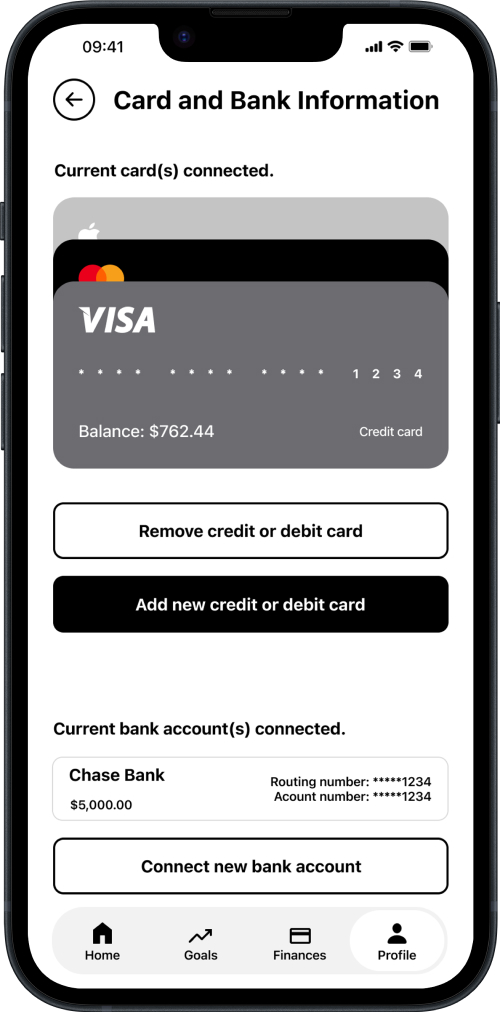 09:41
Card and Bank Information
Current card(s) connected.
VISA
* * * * * * * * * * * * 1 2 3 4
Balance: $762.44
Credit card
Remove credit or debit card
Add new credit or debit card
Current bank account(s) connected.
Chase Bank
$5,000.00
Routing number: *****1234
Acount number: *****1234
Connect new bank account
Home
Goals
Finances
Profile